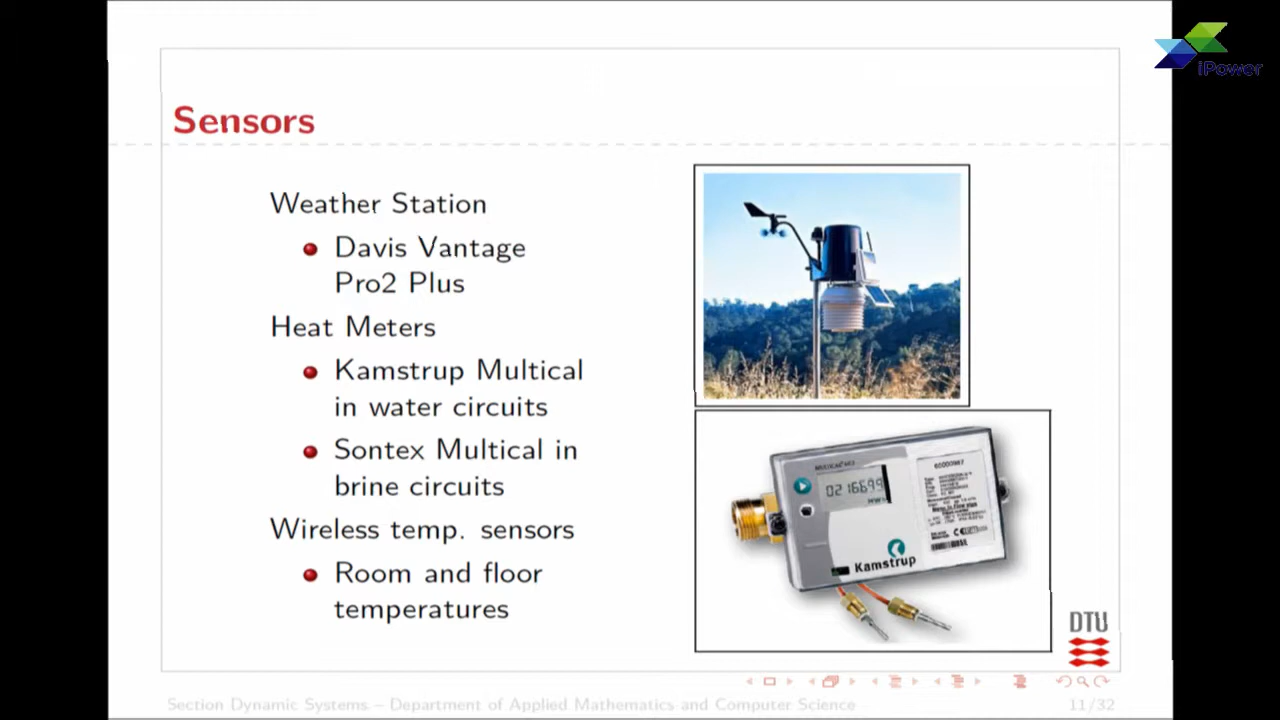 iPower
Sensors
Weather Station
Davis Vantage
Pro2 Plus
Heat Meters
Kamstrup Multical
in water circuits
Sontex Multical in
brine circuits
Wireless temp. sensors
Room and floor
temperatures
0216699
Kamstrup
DTU
Section Dynamic Systems – Department of Applied Mathematics and Computer Science
11/32